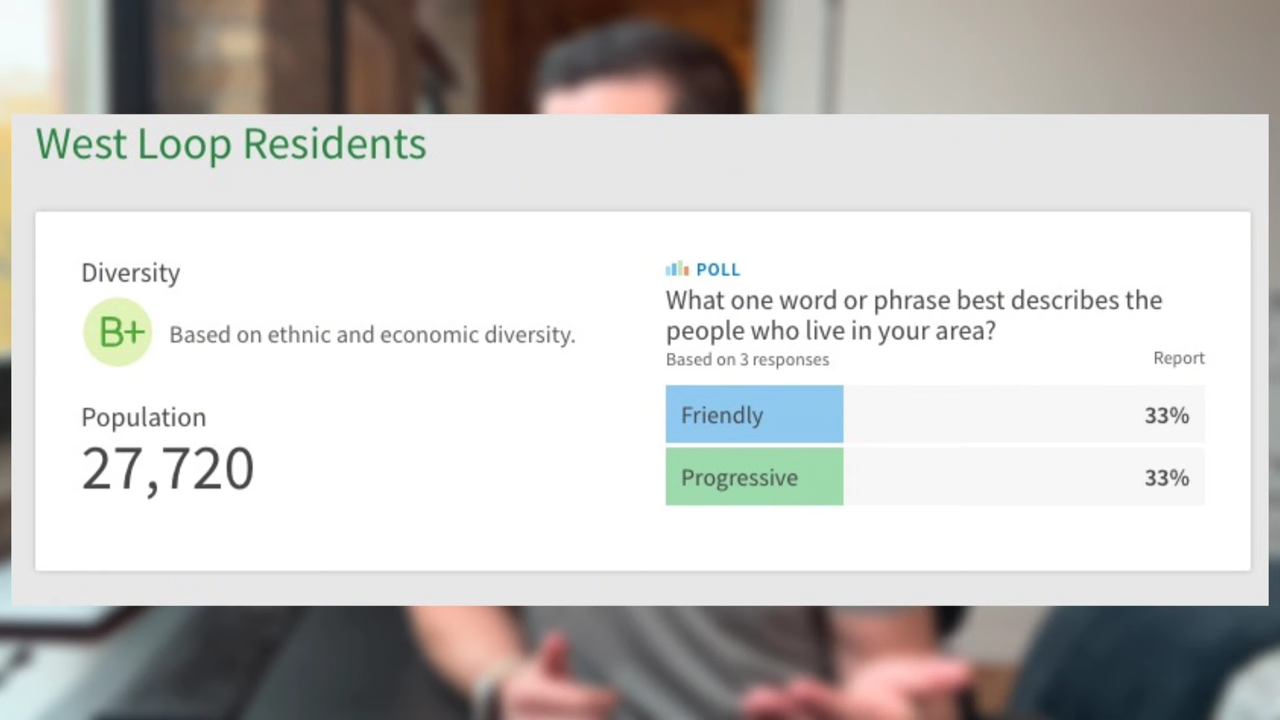 West Loop Residents
Diversity
B+
Based on ethnic and economic diversity.
Population
27,720
POLL
What one word or phrase best describes the
people who live in your area?
Based on 3 responses
Report
Friendly 33%
Progressive 33%